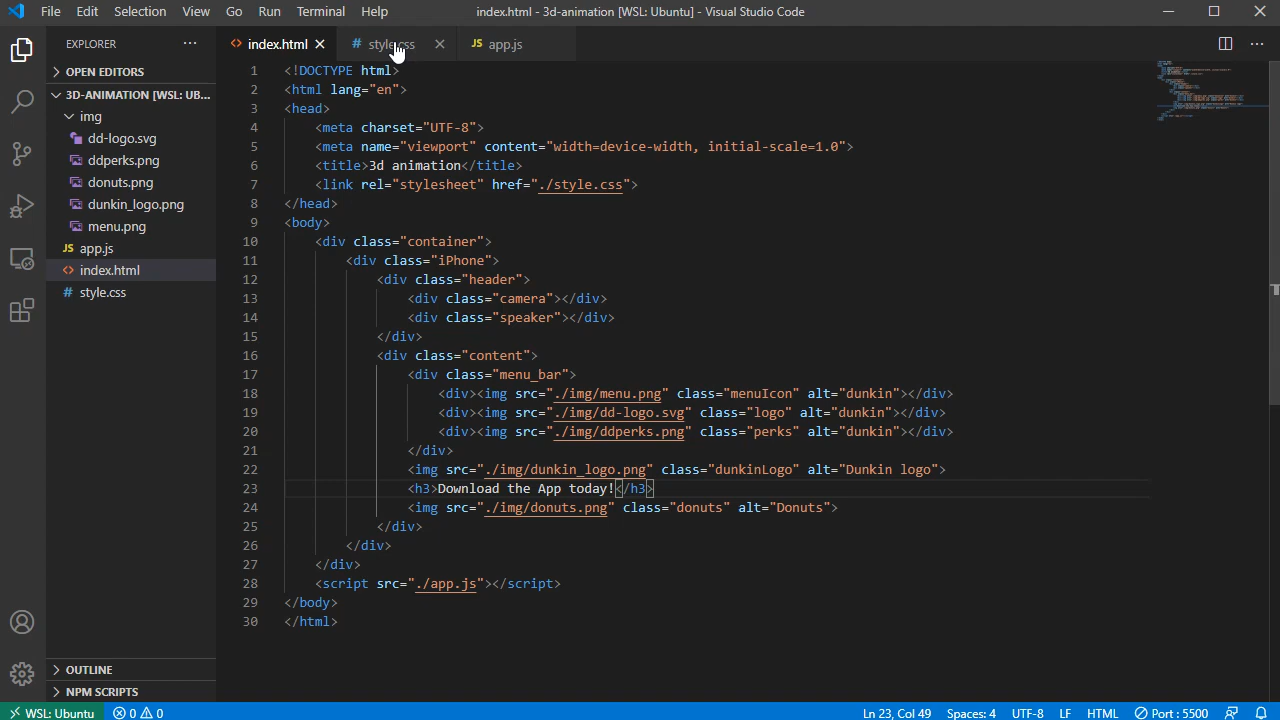 File Edit Selection View Go Run Terminal Help index.html - 3d-animation [WSL: Ubuntu] - Visual Studio Code
EXPLORER
index.html
style.css
app.js
OPEN EDITORS
3D-ANIMATION [WSL: UB...
img
dd-logo.svg
ddperks.png
donuts.png
dunkin_logo.png
menu.png
JS app.js
<> index.html
# style.css
OUTLINE
NPM SCRIPTS
1 <!DOCTYPE html>
2 <html lang="en">
3 <head>
4 <meta charset="UTF-8">
5 <meta name="viewport" content="width=device-width, initial-scale=1.0">
6 <title>3d animation</title>
7 <link rel="stylesheet" href="./style.css">
8 </head>
9 <body>
10 <div class="container">
11 <div class="iPhone">
12 <div class="header">
13 <div class="camera"></div>
14 <div class="speaker"></div>
15 </div>
16 <div class="content">
17 <div class="menu_bar">
18 <div><img src="./img/menu.png" class="menuIcon" alt="dunkin"></div>
19 <div><img src="./img/dd-logo.svg" class="logo" alt="dunkin"></div>
20 <div><img src="./img/ddperks.png" class="perks" alt="dunkin"></div>
21 </div>
22 <img src="./img/dunkin_logo.png" class="dunkinLogo" alt="Dunkin logo">
23 <h3>Download the App today!</h3>
24 <img src="./img/donuts.png" class="donuts" alt="Donuts">
25 </div>
26 </div>
27 </div>
28 <script src="./app.js"></script>
29 </body>
30 </html>
WSL: Ubuntu 0 0 Ln 23, Col 49 Spaces: 4 UTF-8 LF HTML Port : 5500